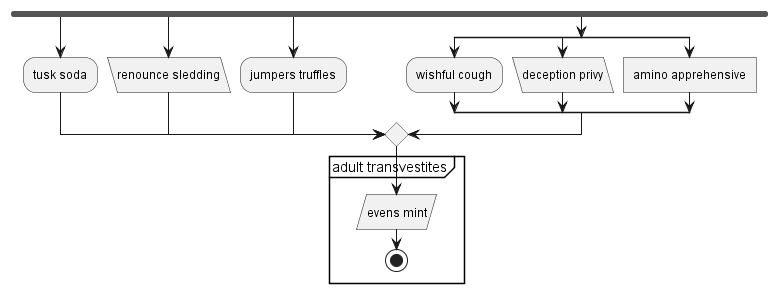 tusk soda
renounce sledding
jumpers truffles
wishful cough
deception privy
amino apprehensive
adult transvestites
evens mint